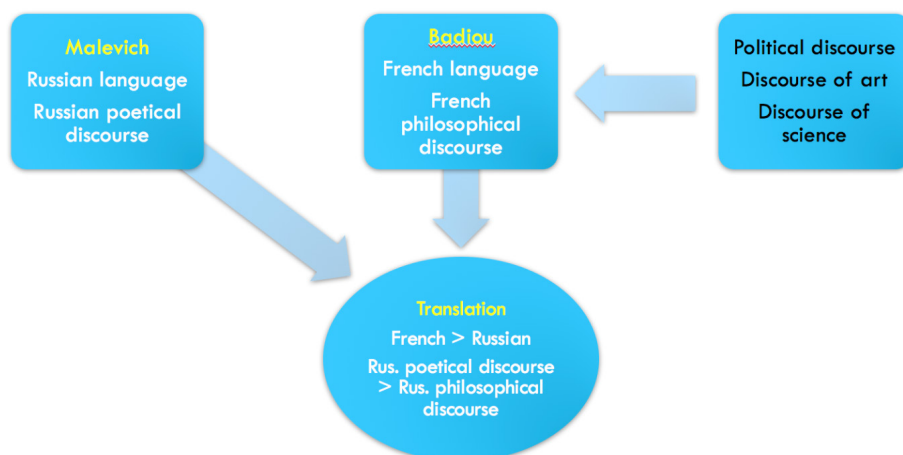 Malevich
Russian language
Russian poetical
discourse
Badiou
French language
French
philosophical
discourse
Political discourse
Discourse of art
Discourse of
science
Translation
French > Russian
Rus. poetical discourse
> Rus. philosophical
discourse